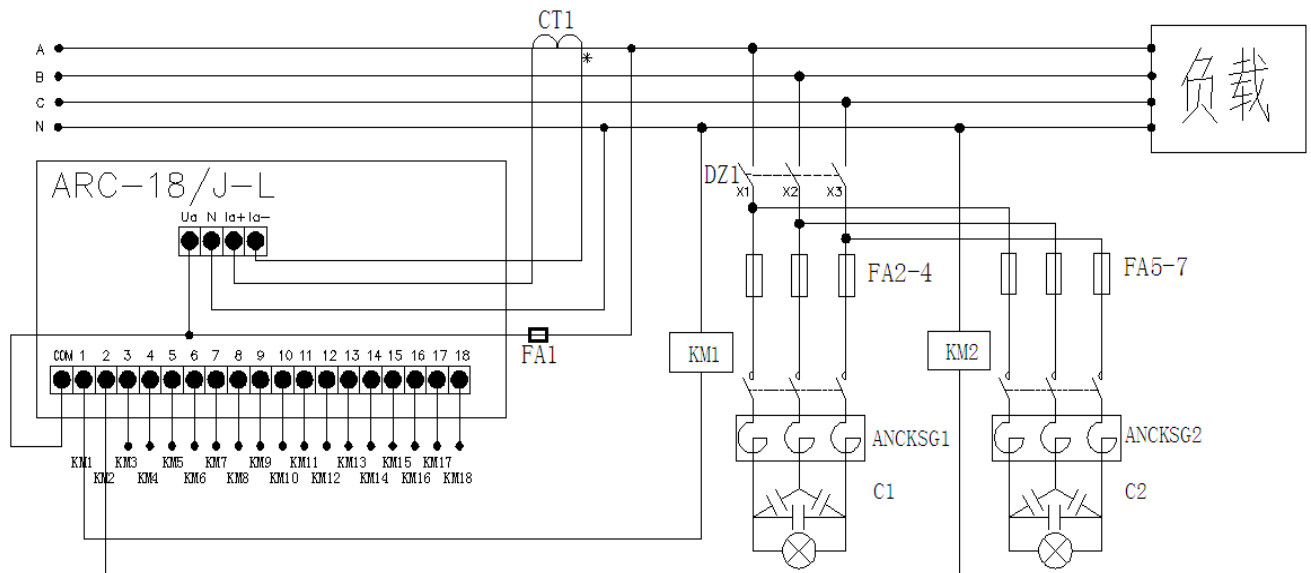 CT1
A
*
B
C
N
负载
ARC-18/J-L
DZ1
X1 X2 X3
Ua N Ia+ Ia-
FA2-4
FA5-7
FA1
KM1
KM2
COM 1 2 3 4 5 6 7 8 9 10 11 12 13 14 15 16 17 18
KM1 KM3 KM5 KM7 KM9 KM11 KM13 KM15 KM17
KM2 KM4 KM6 KM8 KM10 KM12 KM14 KM16 KM18
ANCKSG1
ANCKSG2
C1
C2